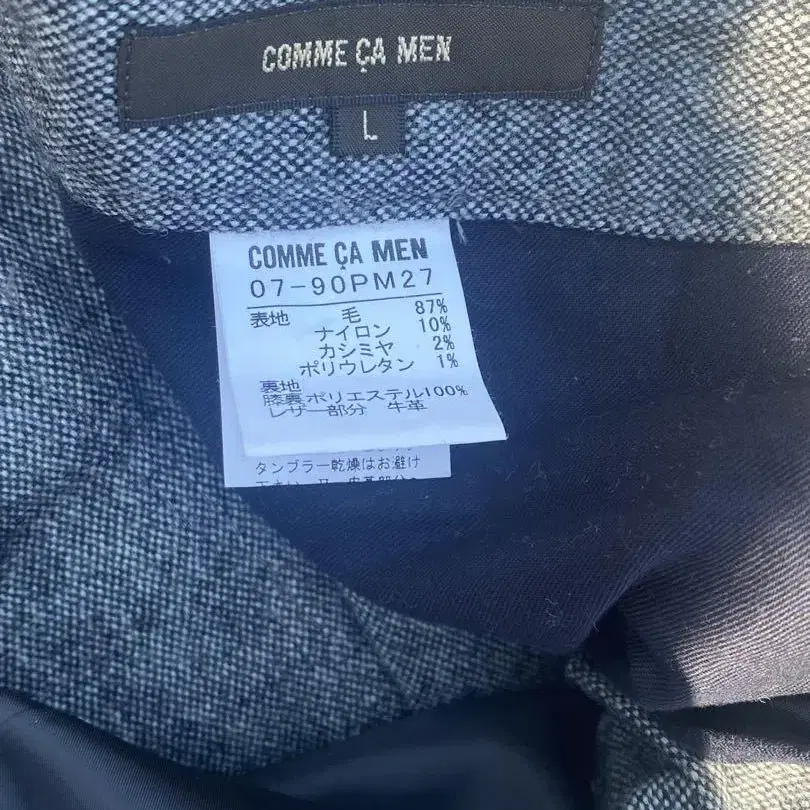 COMME ÇA MEN
L
COMME ÇA MEN
07-90PM27
表地 毛 87%
ナイロン 10%
カシミヤ 2%
ポリウレタン 1%
裏地
膝裏 ポリエステル100%
レザー部分 牛革
タンブラー乾燥はお避け